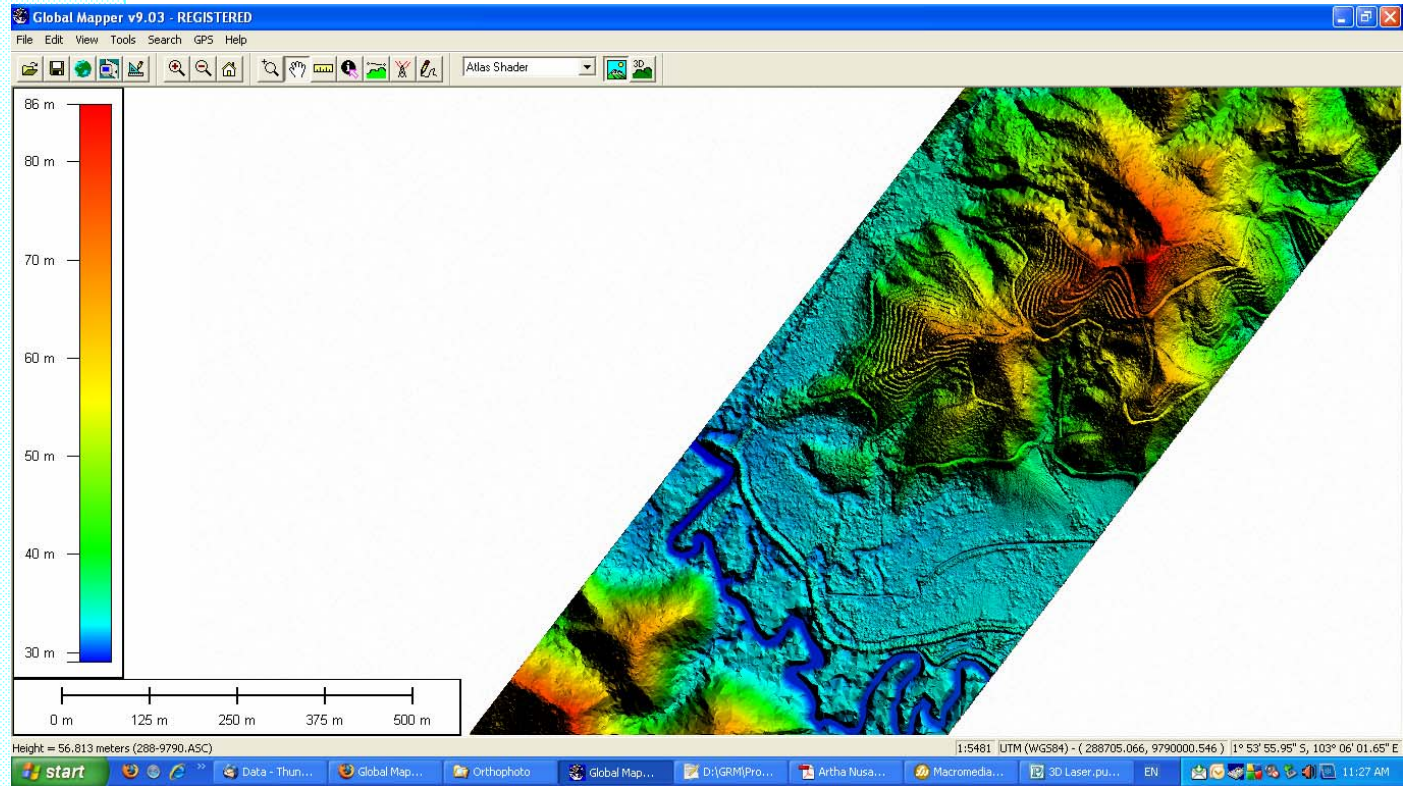 Global Mapper v9.03 - REGISTERED
File Edit View Tools Search GPS Help
Atlas Shader
3D
86 m
80 m
70 m
60 m
50 m
40 m
30 m
0 m 125 m 250 m 375 m 500 m
Height = 56.813 meters (288-9790.ASC) 1:5481 UTM (WGS84) - ( 288705.066, 9790000.546 ) 1° 53' 55.95" S, 103° 06' 01.65" E
start Data - Thun... Global Map... Orthophoto Global Map... D:\GRM\Pro... Artha Nusa... Macromedia... 3D Laser.pu... EN 11:27 AM